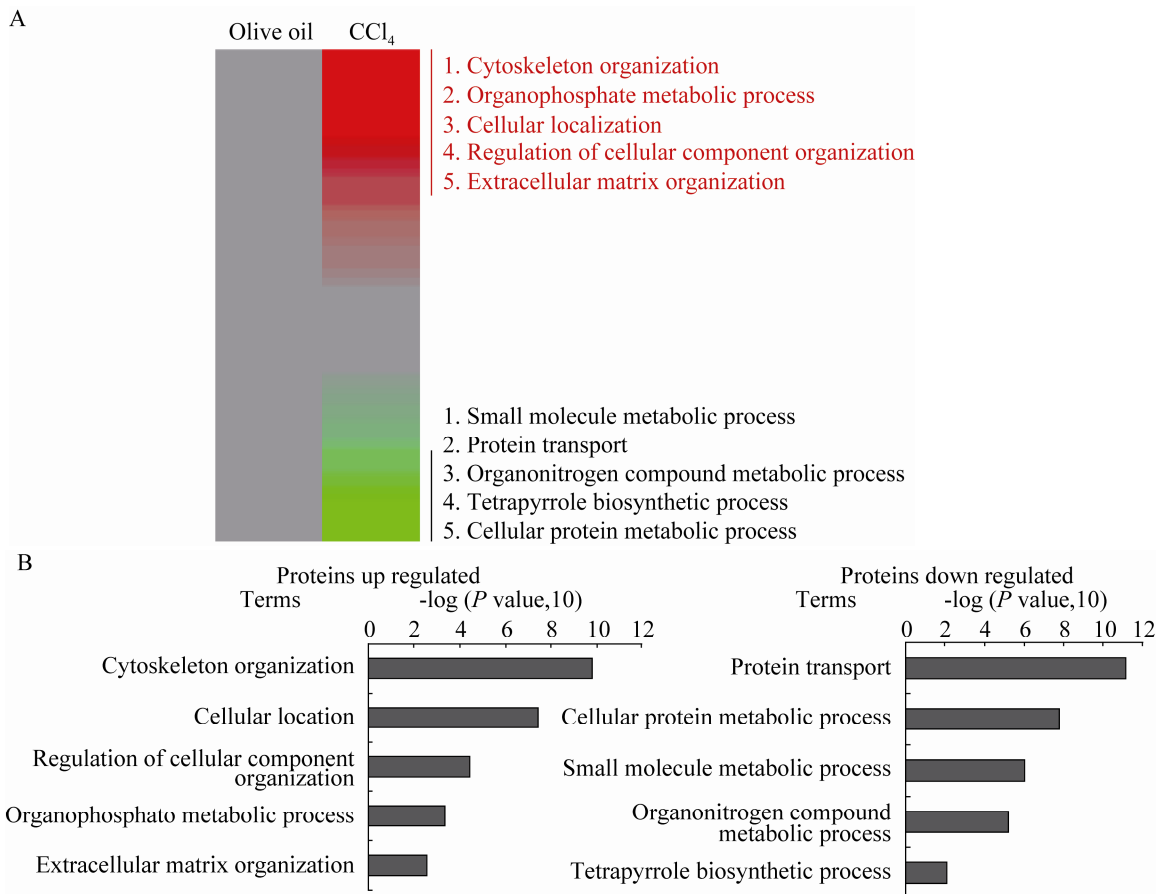 A
Olive oil CCl4
1. Cytoskeleton organization
2. Organophosphate metabolic process
3. Cellular localization
4. Regulation of cellular component organization
5. Extracellular matrix organization
1. Small molecule metabolic process
2. Protein transport
3. Organonitrogen compound metabolic process
4. Tetrapyrrole biosynthetic process
5. Cellular protein metabolic process
B
Proteins up regulated
Terms -log (P value,10)
0 2 4 6 8 10 12
Cytoskeleton organization
Cellular location
Regulation of cellular component
organization
Organophosphato metabolic process
Extracellular matrix organization
Proteins down regulated
Terms -log (P value,10)
0 2 4 6 8 10 12
Protein transport
Cellular protein metabolic process
Small molecule metabolic process
Organonitrogen compound
metabolic process
Tetrapyrrole biosynthetic process